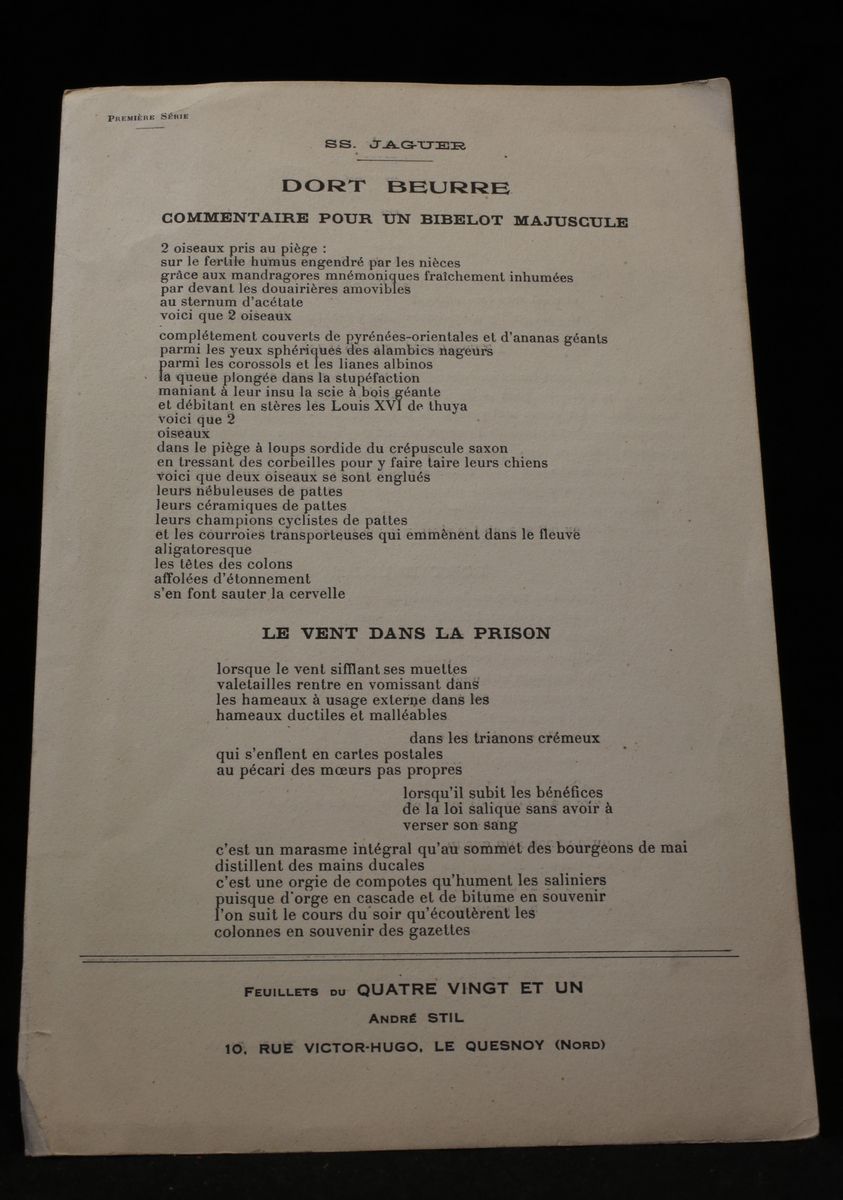 PREMIÈRE SÉRIE
SS. JAGUER
DORT BEURRE
COMMENTAIRE POUR UN BIBELOT MAJUSCULE
2 oiseaux pris au piège :
sur le fertile humus engendré par les nièces
grâce aux mandragores mnémoniques fraîchement inhumées
par devant les douairières amovibles
au sternum d'acétate
voici que 2 oiseaux
complétement couverts de pyrénées-orientales et d'ananas géants
parmi les yeux sphériques des alambics nageurs
parmi les corossols et les lianes albinos
la queue plongée dans la stupéfaction
maniant à leur insu la scie à bois géante
et débitant en stères les Louis XVI de thuya
voici que 2
oiseaux
dans le piège à loups sordide du crépuscule saxon
en tressant des corbeilles pour y faire taire leurs chiens
voici que deux oiseaux se sont englués
leurs nébuleuses de pattes
leurs céramiques de pattes
leurs champions cyclistes de pattes
et les courroies transporteuses qui emmènent dans le fleuve
aligatoresque
les têtes des colons
affolées d'étonnement
s'en font sauter la cervelle
LE VENT DANS LA PRISON
lorsque le vent sifflant ses muettes
valetailles rentre en vomissant dans
les hameaux à usage externe dans les
hameaux ductiles et malléables
dans les trianons crémeux
qui s'enflent en cartes postales
au pécari des mœurs pas propres
lorsqu'il subit les bénéfices
de la loi salique sans avoir à
verser son sang
c'est un marasme intégral qu'au sommet des bourgeons de mai
distillent des mains ducales
c'est une orgie de compotes qu'hument les saliniers
puisque d'orge en cascade et de bitume en souvenir
l'on suit le cours du soir qu'écoutèrent les
colonnes en souvenir des gazettes
FEUILLETS DU QUATRE VINGT ET UN
ANDRÉ STIL
10, RUE VICTOR-HUGO, LE QUESNOY (NORD)